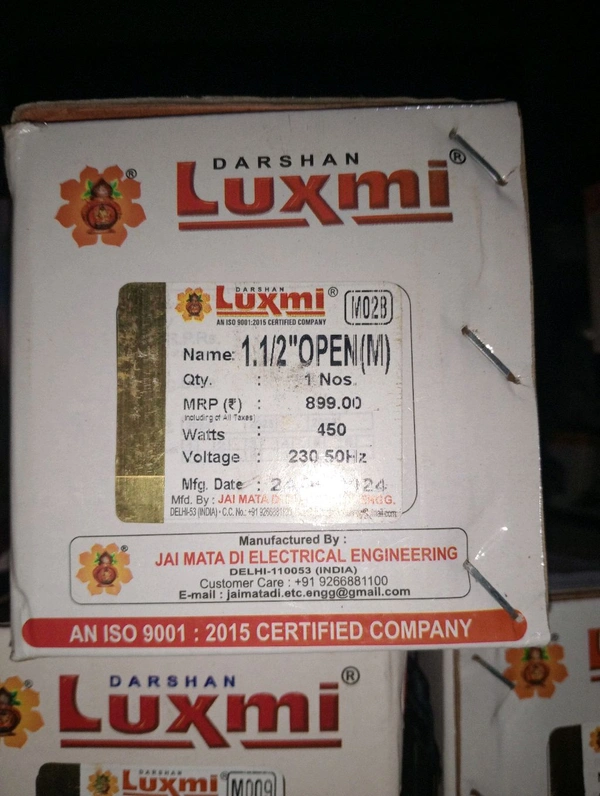 DARSHAN
Luxmi®
DARSHAN
Luxmi® M02B
AN ISO 9001:2015 CERTIFIED COMPANY
Name: 1.1/2"OPEN(M)
Qty. : 1 Nos
MRP (₹) : 899.00
(Including of All Taxes)
Watts : 450
Voltage : 230 50Hz
Mfg. Date : 24
Mfd. By : JAI MATA
DELHI-53 (INDIA)
Manufactured By :
JAI MATA DI ELECTRICAL ENGINEERING
DELHI-110053 (INDIA)
Customer Care : +91 9266881100
E-mail : jaimatadi.etc.engg@gmail.com
AN ISO 9001 : 2015 CERTIFIED COMPANY
DARSHAN
Luxmi®
DARSHAN
Luxmi® M009